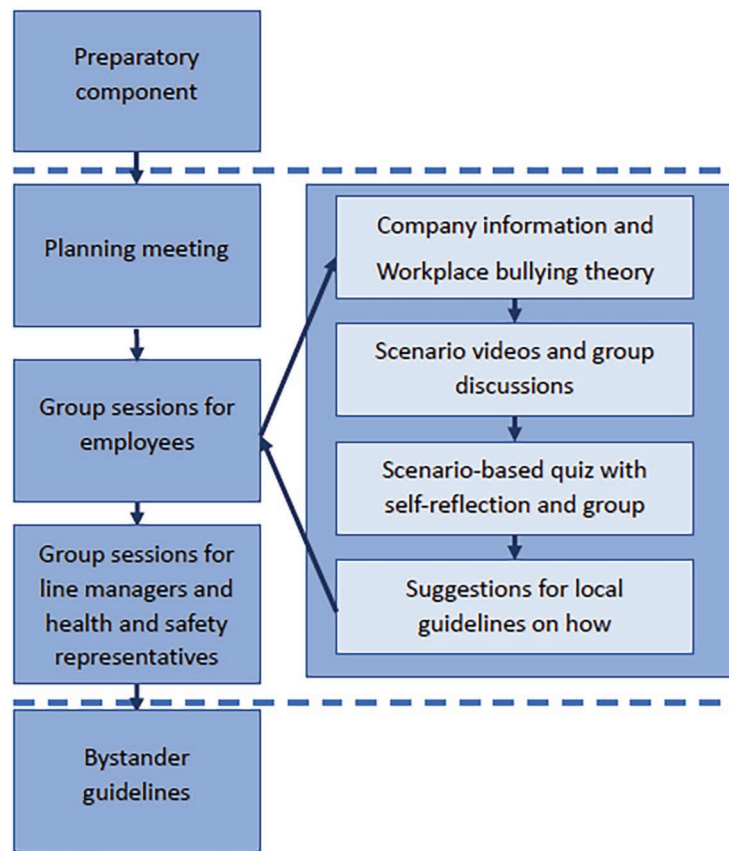 Preparatory
component
Planning meeting
Group sessions for
employees
Group sessions for
line managers and
health and safety
representatives
Bystander
guidelines
Company information and
Workplace bullying theory
Scenario videos and group
discussions
Scenario-based quiz with
self-reflection and group
Suggestions for local
guidelines on how